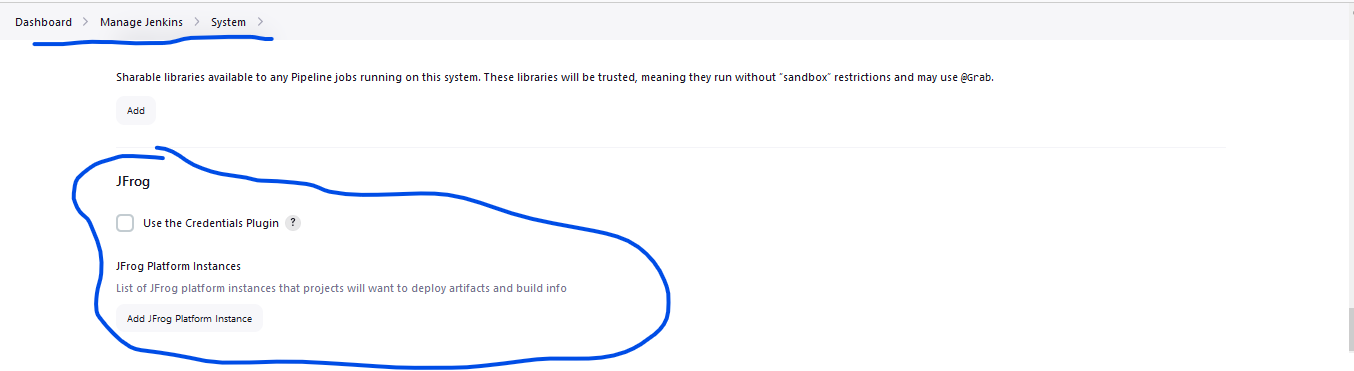 Dashboard > Manage Jenkins > System >
Sharable libraries available to any Pipeline jobs running on this system. These libraries will be trusted, meaning they run without "sandbox" restrictions and may use @Grab.
Add
JFrog
Use the Credentials Plugin ?
JFrog Platform Instances
List of JFrog platform instances that projects will want to deploy artifacts and build info
Add JFrog Platform Instance